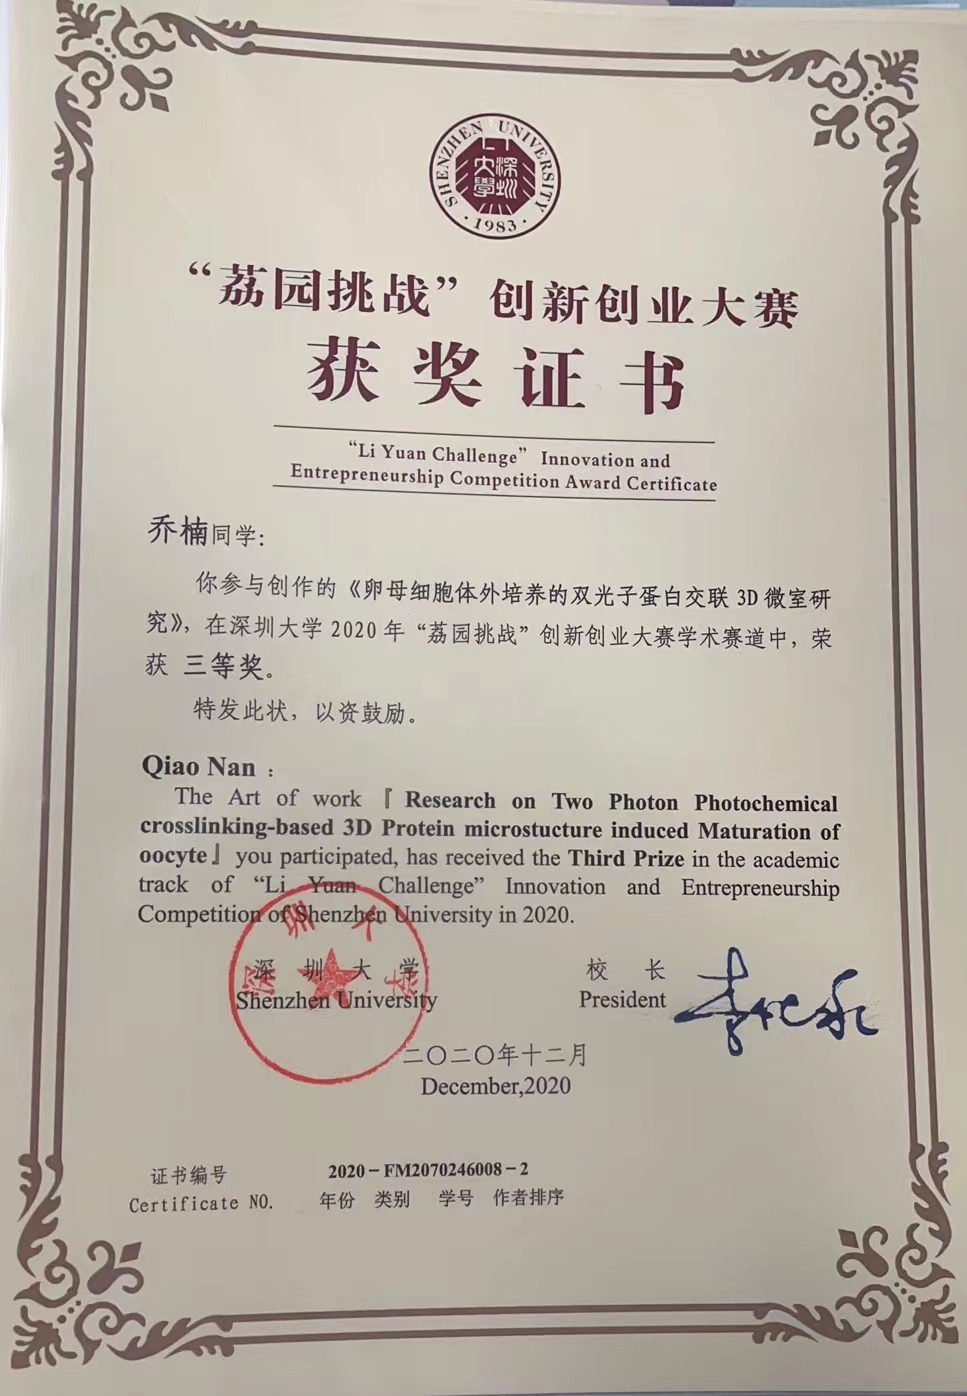 SHENZHEN UNIVERSITY
深圳
大學
·1983·
“荔园挑战”创新创业大赛
获奖证书
“Li Yuan Challenge” Innovation and
Entrepreneurship Competition Award Certificate
乔楠同学：
你参与创作的《卵母细胞体外培养的双光子蛋白交联 3D 微室研
究》，在深圳大学 2020 年“荔园挑战”创新创业大赛学术赛道中，荣
获 三等奖。
特发此状，以资鼓励。
Qiao Nan：
The Art of work『Research on Two Photon Photochemical
crosslinking-based 3D Protein microstucture induced Maturation of
oocyte』you participated, has received the Third Prize in the academic
track of “Li Yuan Challenge” Innovation and Entrepreneurship
Competition of Shenzhen University in 2020.
深圳大学
深 圳 大 学
校 长
Shenzhen University
President
二〇二〇年十二月
December,2020
证书编号
2020－FM2070246008－2
Certificate NO.
年份 类别 学号 作者排序